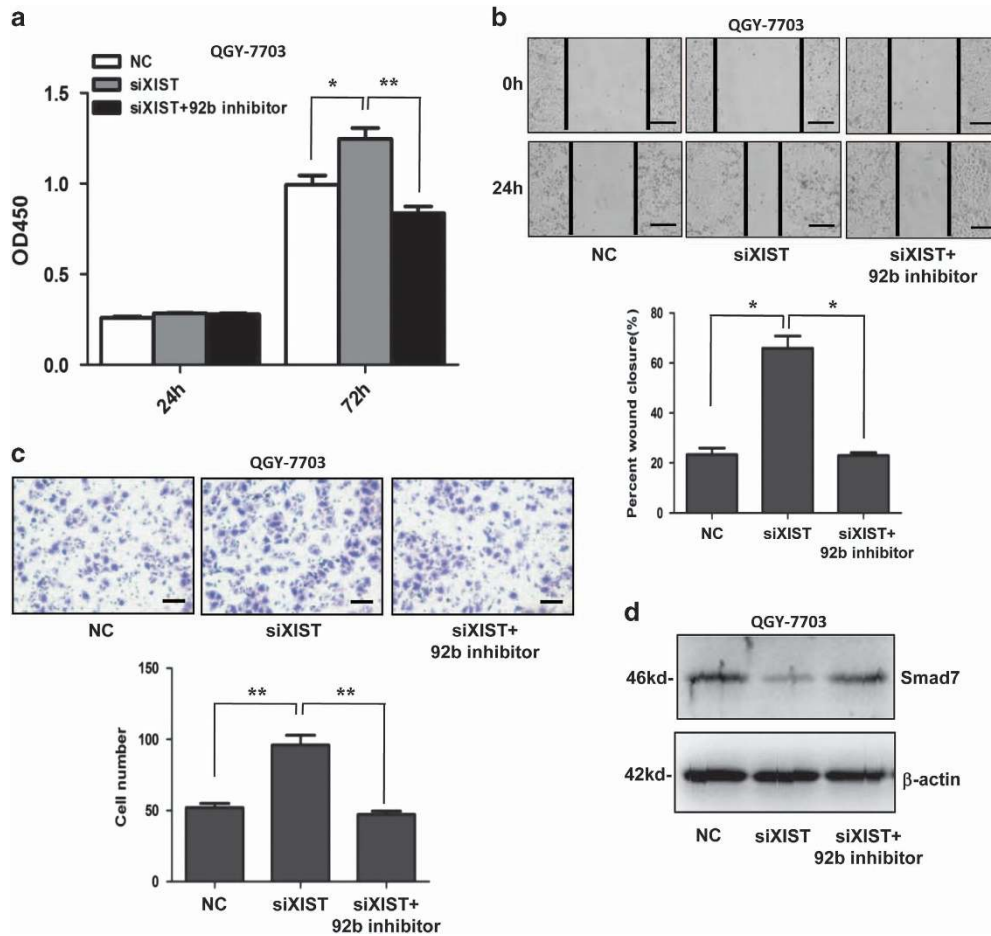 a
QGY-7703
NC
siXIST
siXIST+92b inhibitor
*
**
1.5
1.0
0.5
0.0
OD450
24h
72h
b
QGY-7703
0h
24h
NC
siXIST
siXIST+
92b inhibitor
*
*
80
60
40
20
0
Percent wound closure(%)
NC
siXIST
siXIST+
92b inhibitor
c
QGY-7703
NC
siXIST
siXIST+
92b inhibitor
**
**
150
100
50
0
Cell number
NC
siXIST
siXIST+
92b inhibitor
d
QGY-7703
46kd-
Smad7
42kd-
β-actin
NC
siXIST
siXIST+
92b inhibitor